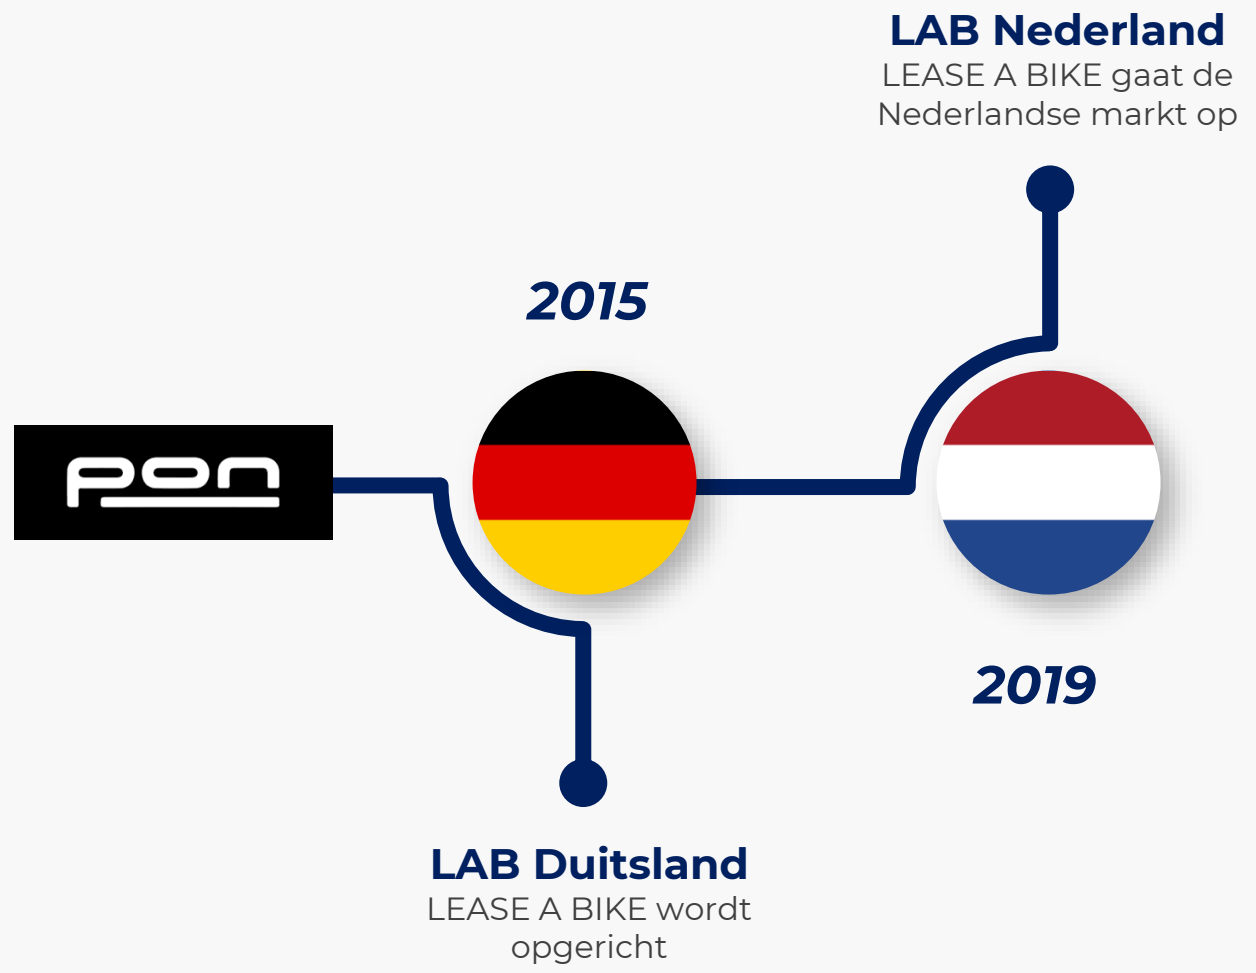 LAB Nederland
LEASE A BIKE gaat de
Nederlandse markt op
2015
pon
2019
LAB Duitsland
LEASE A BIKE wordt
opgericht